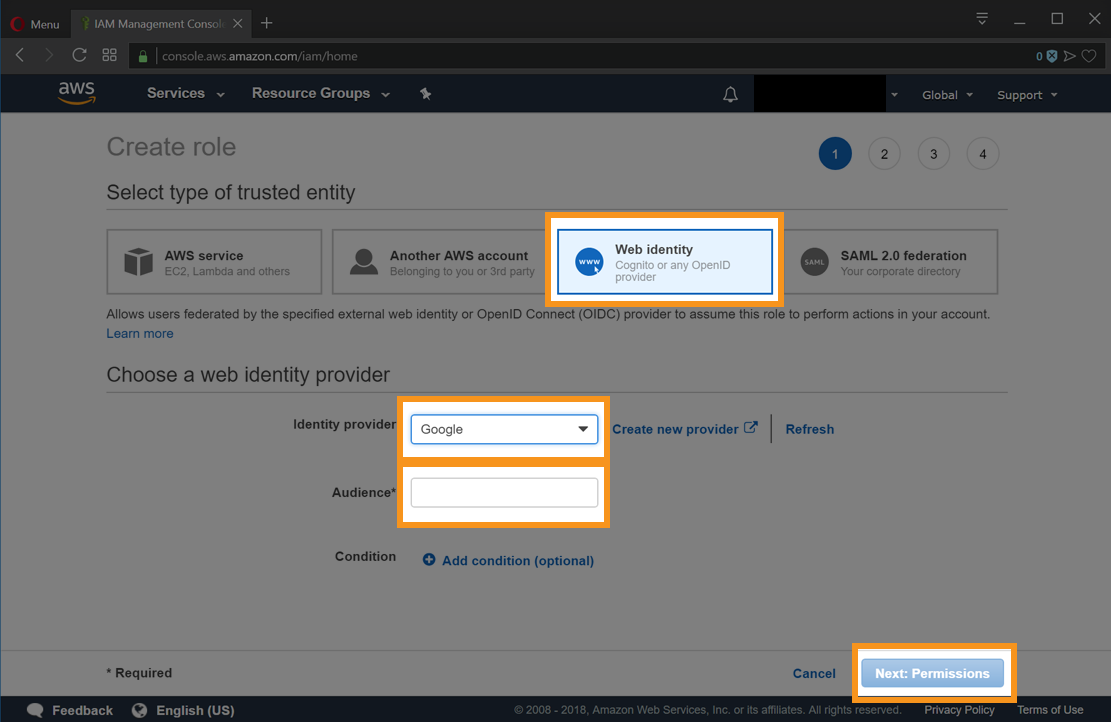 Menu
IAM Management Consol
console.aws.amazon.com/iam/home
0
aws
Services
Resource Groups
Global
Support
Create role
1
2
3
4
Select type of trusted entity
AWS service
EC2, Lambda and others
Another AWS account
Belonging to you or 3rd party
www
Web identity
Cognito or any OpenID
provider
SAML
SAML 2.0 federation
Your corporate directory
Allows users federated by the specified external web identity or OpenID Connect (OIDC) provider to assume this role to perform actions in your account.
Learn more
Choose a web identity provider
Identity provider
Google
Create new provider
Refresh
Audience*
Condition
Add condition (optional)
* Required
Cancel
Next: Permissions
Feedback
English (US)
© 2008 - 2018, Amazon Web Services, Inc. or its affiliates. All rights reserved.
Privacy Policy
Terms of Use